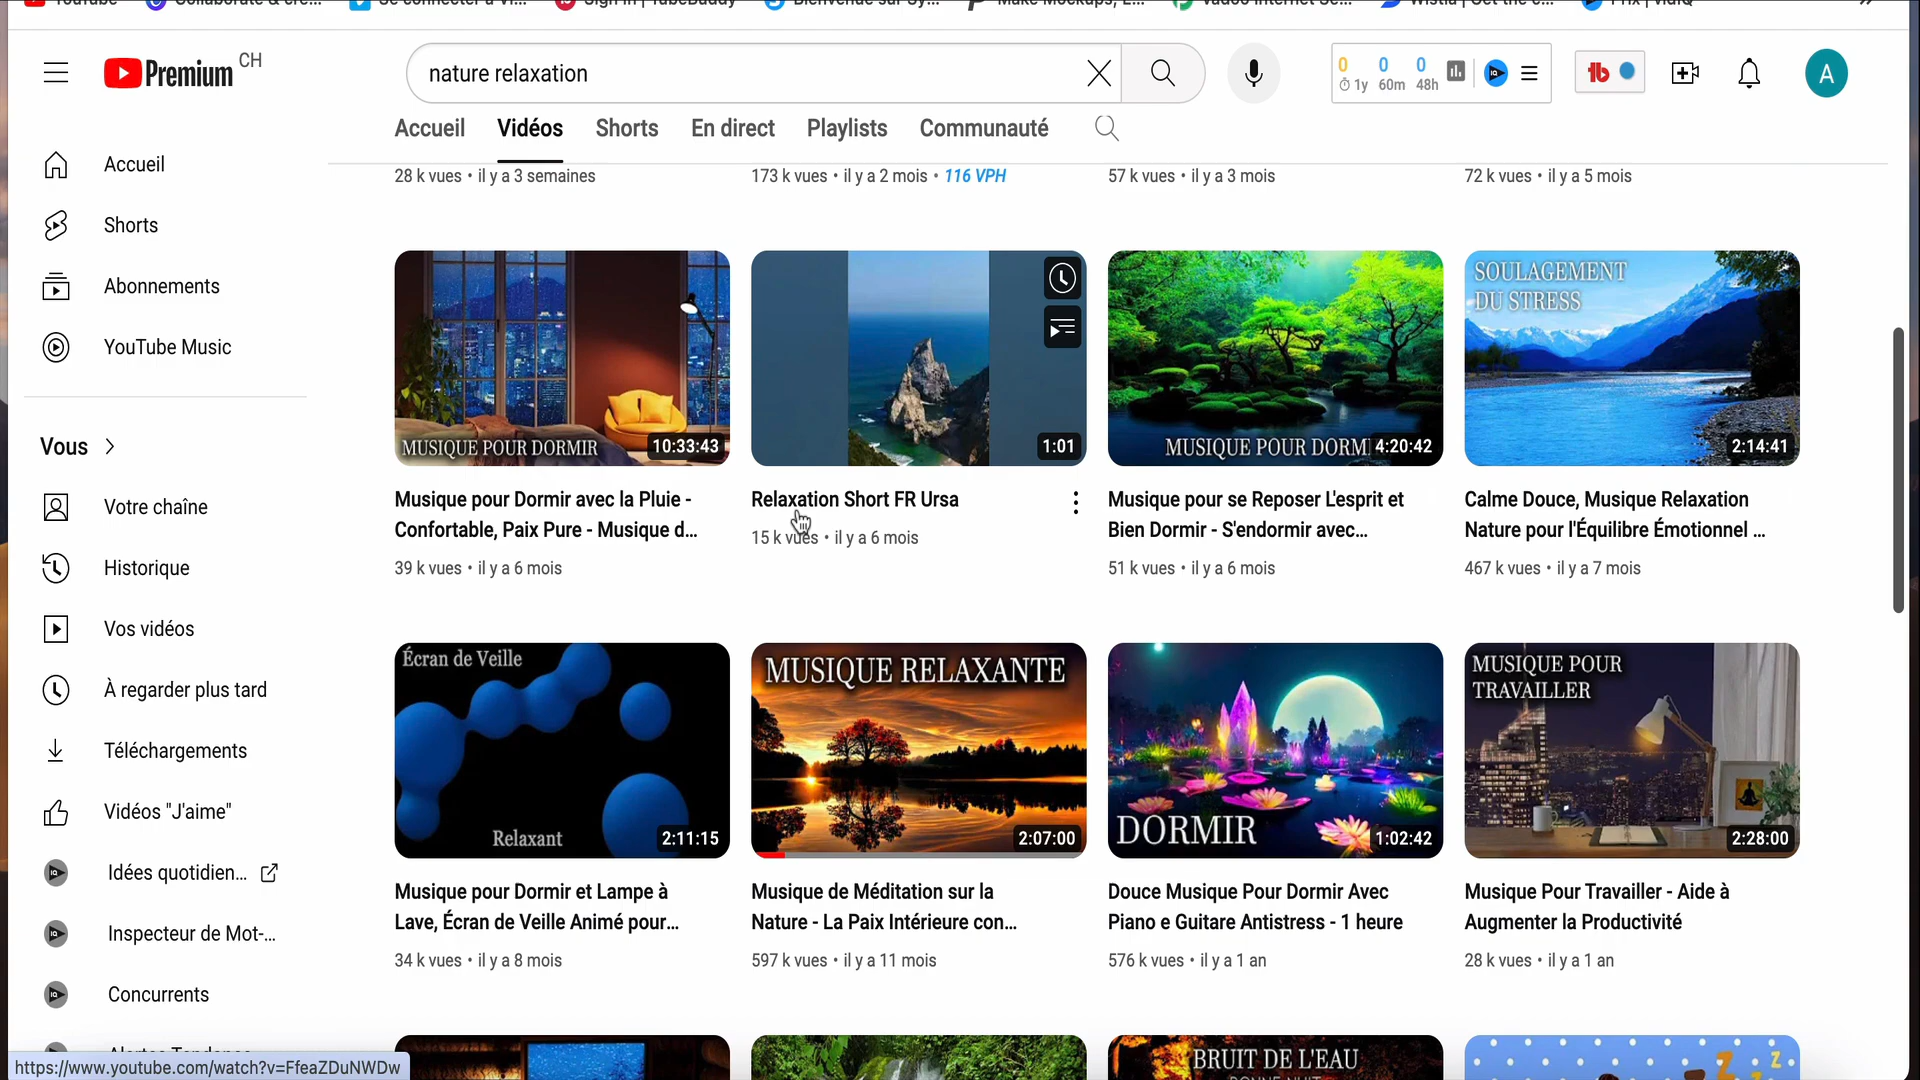 YouTube
Collaborate & cre...
Se connecter à Vi...
Sign in | TubeBuddy
Bienvenue sur Sy...
Make Mockups, L...
Vadoo Internet Se...
Wistia | Get the e...
Prix | vidIQ
»
Premium CH
nature relaxation
0 0 0
1y 60m 48h
A
Accueil Vidéos Shorts En direct Playlists Communauté
28 k vues • il y a 3 semaines
173 k vues • il y a 2 mois • 116 VPH
57 k vues • il y a 3 mois
72 k vues • il y a 5 mois
Accueil
Shorts
Abonnements
YouTube Music
Vous
Votre chaîne
Historique
Vos vidéos
À regarder plus tard
Téléchargements
Vidéos "J'aime"
Idées quotidien...
Inspecteur de Mot-...
Concurrents
MUSIQUE POUR DORMIR
10:33:43
Musique pour Dormir avec la Pluie -
Confortable, Paix Pure - Musique d...
39 k vues • il y a 6 mois
1:01
Relaxation Short FR Ursa
15 k vues • il y a 6 mois
MUSIQUE POUR DORMI
4:20:42
Musique pour se Reposer L'esprit et
Bien Dormir - S'endormir avec...
51 k vues • il y a 6 mois
SOULAGEMENT
DU STRESS
2:14:41
Calme Douce, Musique Relaxation
Nature pour l'Équilibre Émotionnel ...
467 k vues • il y a 7 mois
Écran de Veille
Relaxant
2:11:15
Musique pour Dormir et Lampe à
Lave, Écran de Veille Animé pour...
34 k vues • il y a 8 mois
MUSIQUE RELAXANTE
2:07:00
Musique de Méditation sur la
Nature - La Paix Intérieure con...
597 k vues • il y a 11 mois
DORMIR
1:02:42
Douce Musique Pour Dormir Avec
Piano e Guitare Antistress - 1 heure
576 k vues • il y a 1 an
MUSIQUE POUR
TRAVAILLER
2:28:00
Musique Pour Travailler - Aide à
Augmenter la Productivité
28 k vues • il y a 1 an
BRUIT DE L'EAU
https://www.youtube.com/watch?v=FfeaZDuNWDw